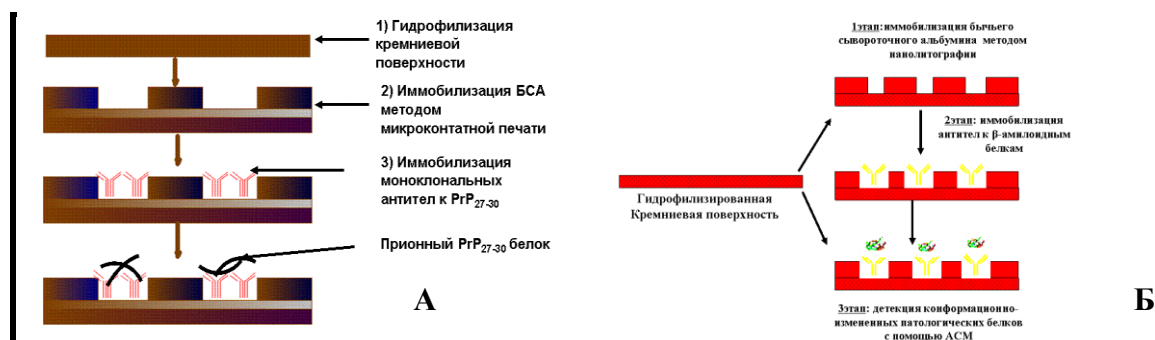 1) Гидрофилизация
кремниевой
поверхности
2) Иммобилизация БСА
методом
микроконтатной печати
3) Иммобилизация
моноклональных
антител к PrP27-30
Прионный PrP27-30 белок
А
1этап:иммобилизация бычьего
сывороточного альбумина методом
нанолитографии
2этап: иммобилизация
антител к β-амилоидным
белкам
Гидрофилизированная
Кремниевая поверхность
3этап: детекция конформационно-
измененных патологических белков
с помощью АСМ
Б